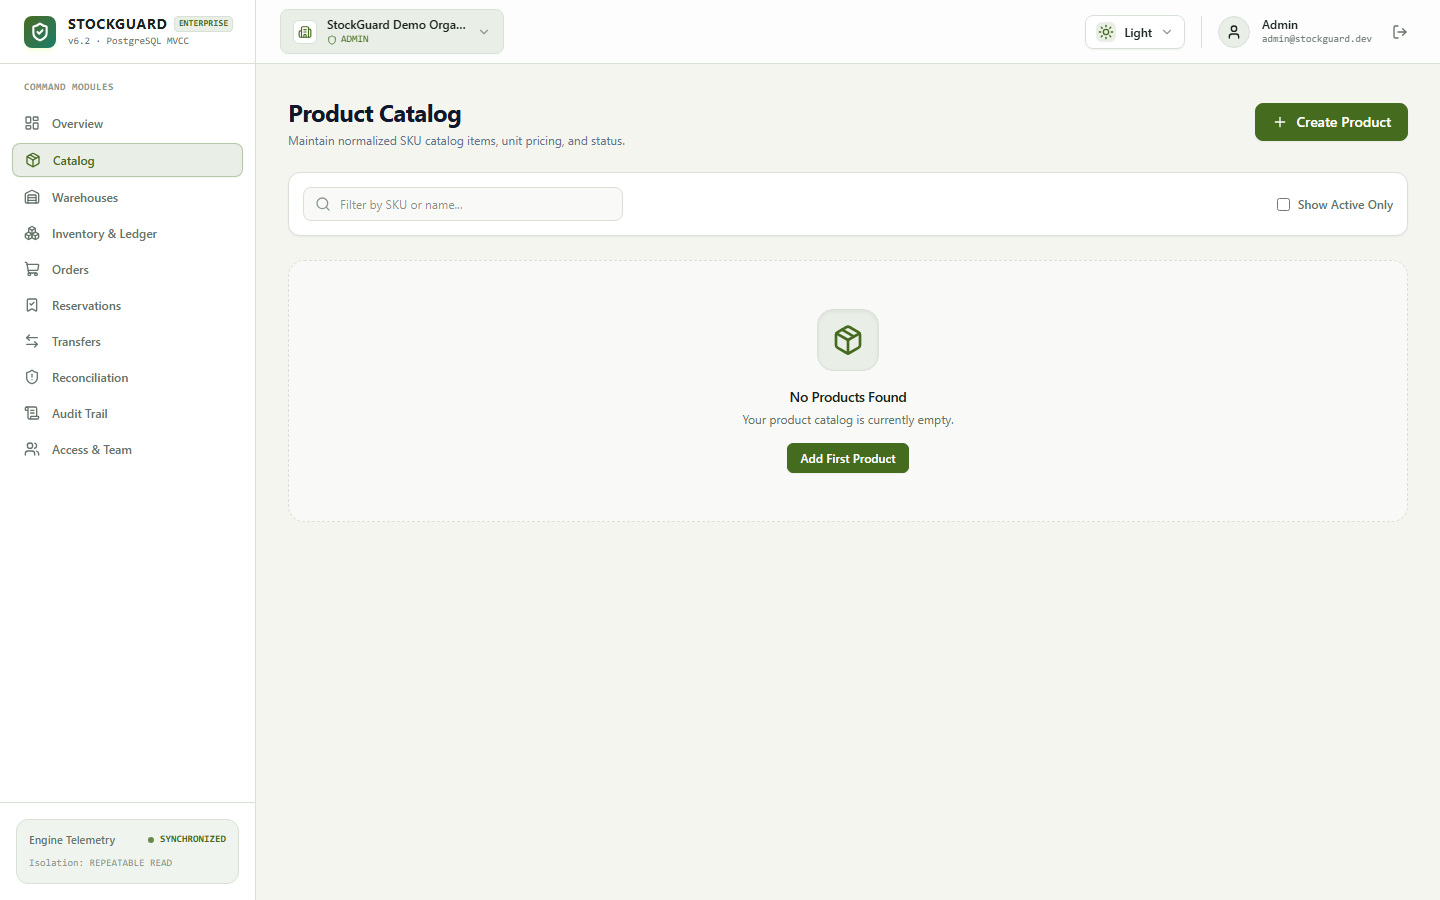 STOCKGUARD ENTERPRISE
v6.2 · PostgreSQL MVCC
StockGuard Demo Orga...
ADMIN
Light
Admin
admin@stockguard.dev
COMMAND MODULES
Overview
Catalog
Warehouses
Inventory & Ledger
Orders
Reservations
Transfers
Reconciliation
Audit Trail
Access & Team
Engine Telemetry SYNCHRONIZED
Isolation: REPEATABLE READ
Product Catalog
Maintain normalized SKU catalog items, unit pricing, and status.
Create Product
Filter by SKU or name...
Show Active Only
No Products Found
Your product catalog is currently empty.
Add First Product